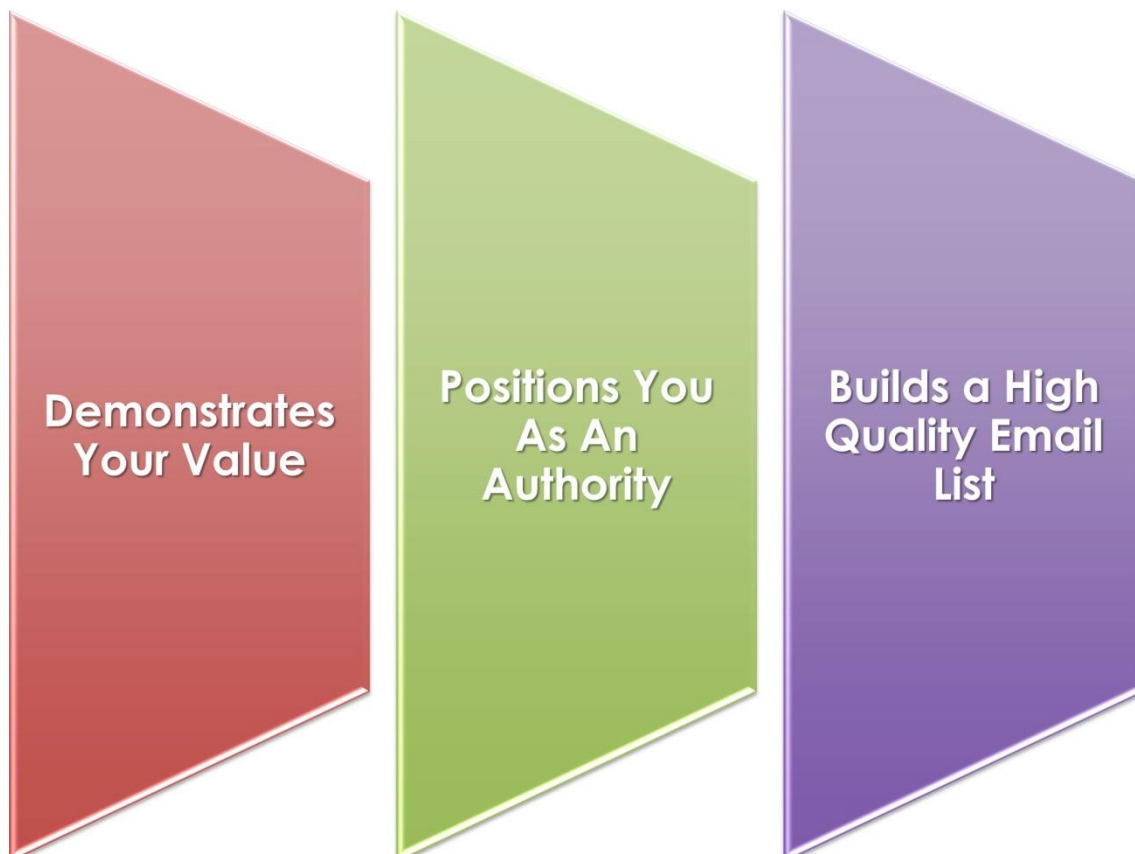 Demonstrates
Your Value
Positions You
As An
Authority
Builds a High
Quality Email
List